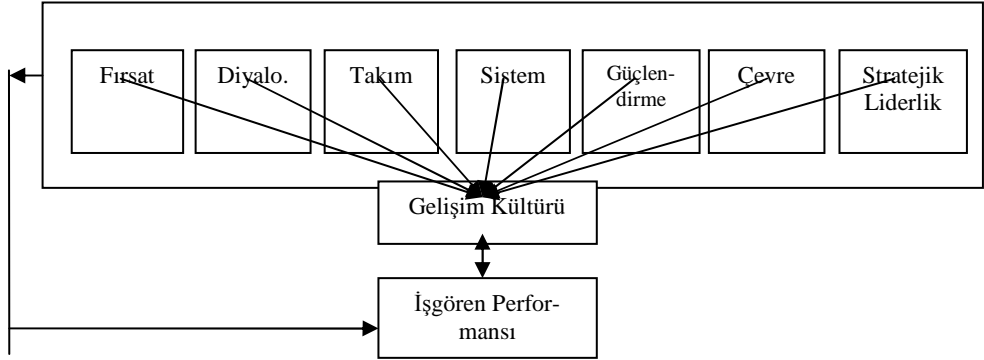 Fırsat
Diyalo.
Takım
Sistem
Güçlen-
dirme
Çevre
Stratejik
Liderlik
Gelişim Kültürü
İşgören Perfor-
mansı